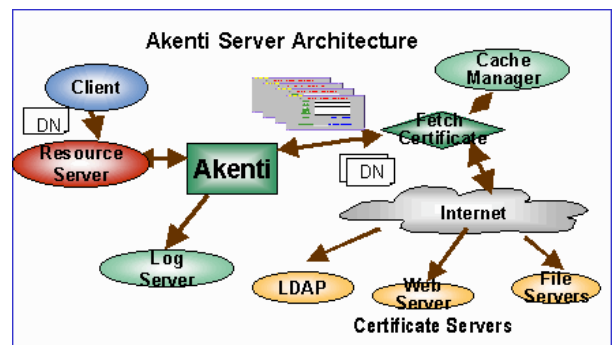 Akenti Server Architecture
Client
Cache
Manager
DN
Fetch
Certificate
Resource
Server
Akenti
DN
Internet
Log
Server
LDAP
Web
Server
File
Servers
Certificate Servers